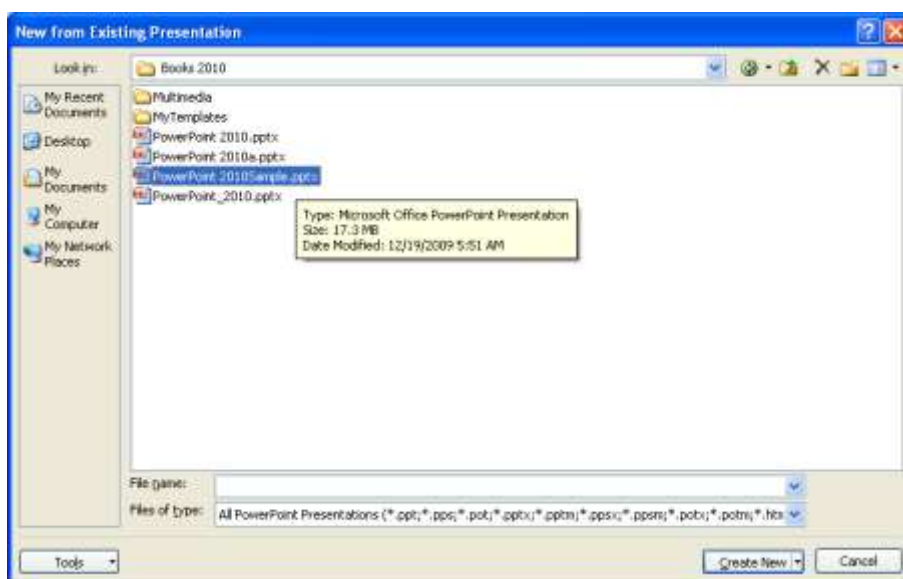 New from Existing Presentation
Look in:
Books 2010
My Recent Documents
Desktop
My Documents
My Computer
My Network Places
Multimedia
MyTemplates
PowerPoint 2010.pptx
PowerPoint 2010a.pptx
PowerPoint 2010Sample.pptx
PowerPoint_2010.pptx
Type: Microsoft Office PowerPoint Presentation
Size: 17.3 MB
Date Modified: 12/19/2009 5:51 AM
File name:
Files of type:
All PowerPoint Presentations (*.ppt;*.pps;*.pot;*.pptx;*.pptm;*.ppsx;*.ppsm;*.potx;*.potm;*.htm
Tools
Create New
Cancel